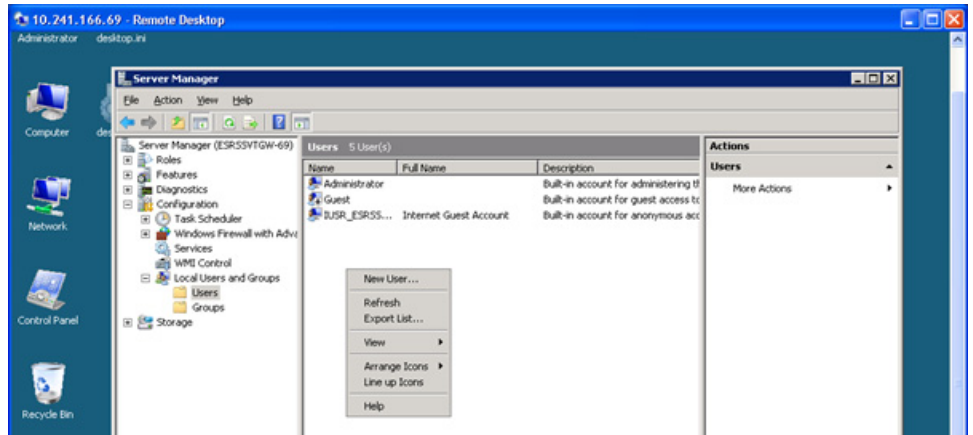 10.241.166.69 - Remote Desktop
Administrator desktop.ini
Server Manager
File Action View Help
Computer
des
Server Manager (ESRSSVTGW-69)
Roles
Features
Diagnostics
Configuration
Task Scheduler
Windows Firewall with Adva
Services
WMI Control
Local Users and Groups
Users
Groups
Storage
Users 5 User(s)
Name Full Name Description
Administrator Built-in account for administering th
Guest Built-in account for guest access to
IUSR_ESRSS... Internet Guest Account Built-in account for anonymous acc
New User...
Refresh
Export List...
View
Arrange Icons
Line up Icons
Help
Actions
Users
More Actions
Network
Control Panel
Recycle Bin